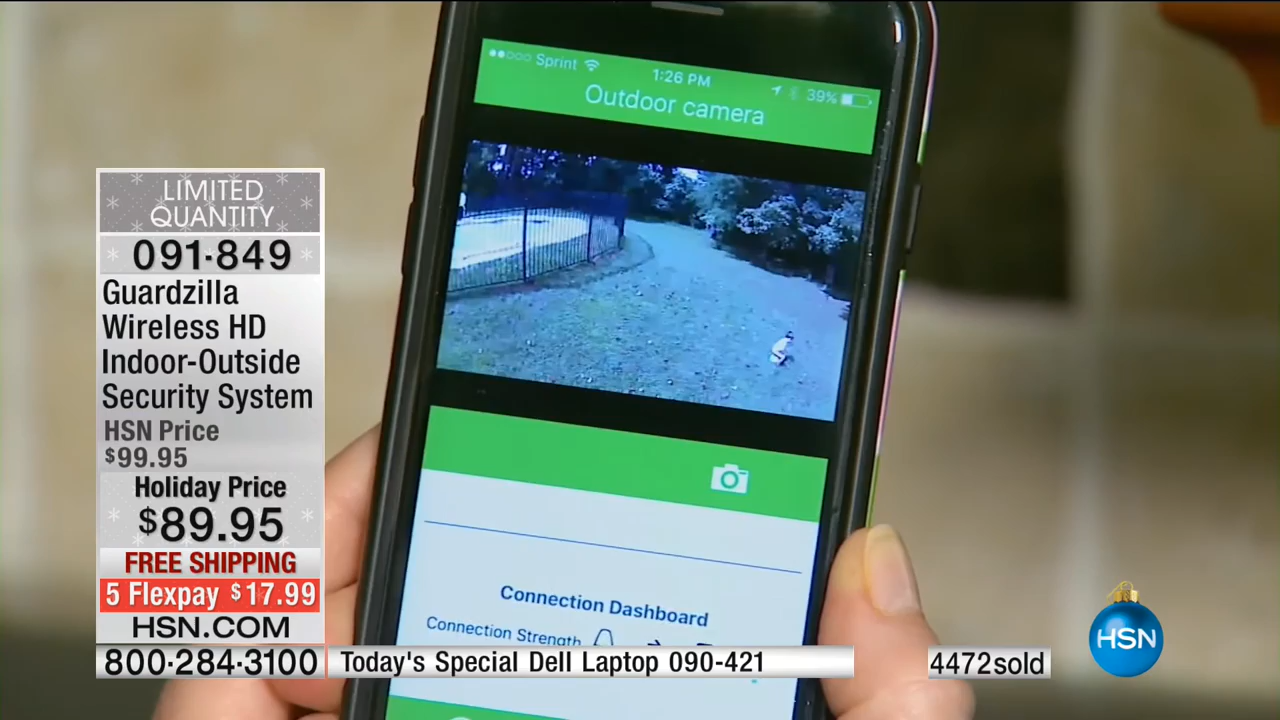 Sprint
1:26 PM
39%
Outdoor camera
LIMITED
QUANTITY
091•849
Guardzilla
Wireless HD
Indoor-Outside
Security System
HSN Price
$99.95
Holiday Price
$89.95
FREE SHIPPING
5 Flexpay $17.99
HSN.COM
Connection Dashboard
Connection Strength
HSN
800•284•3100
Today's Special Dell Laptop 090-421
4472sold